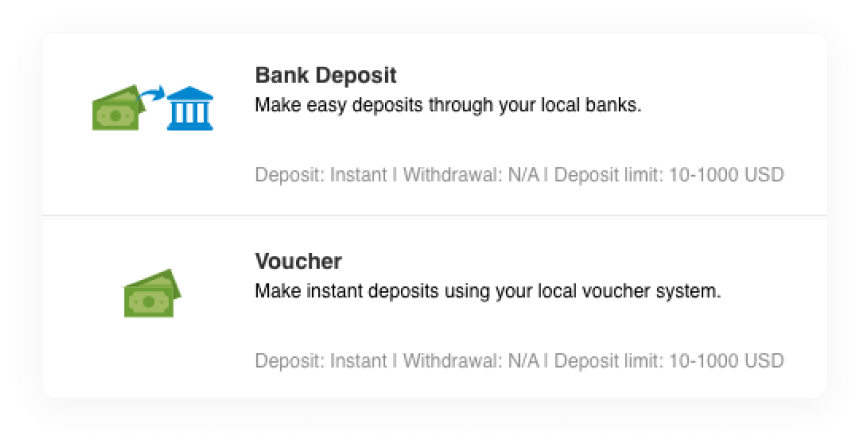 Bank Deposit
Make easy deposits through your local banks.
Deposit: Instant | Withdrawal: N/A | Deposit limit: 10-1000 USD
Voucher
Make instant deposits using your local voucher system.
Deposit: Instant | Withdrawal: N/A | Deposit limit: 10-1000 USD